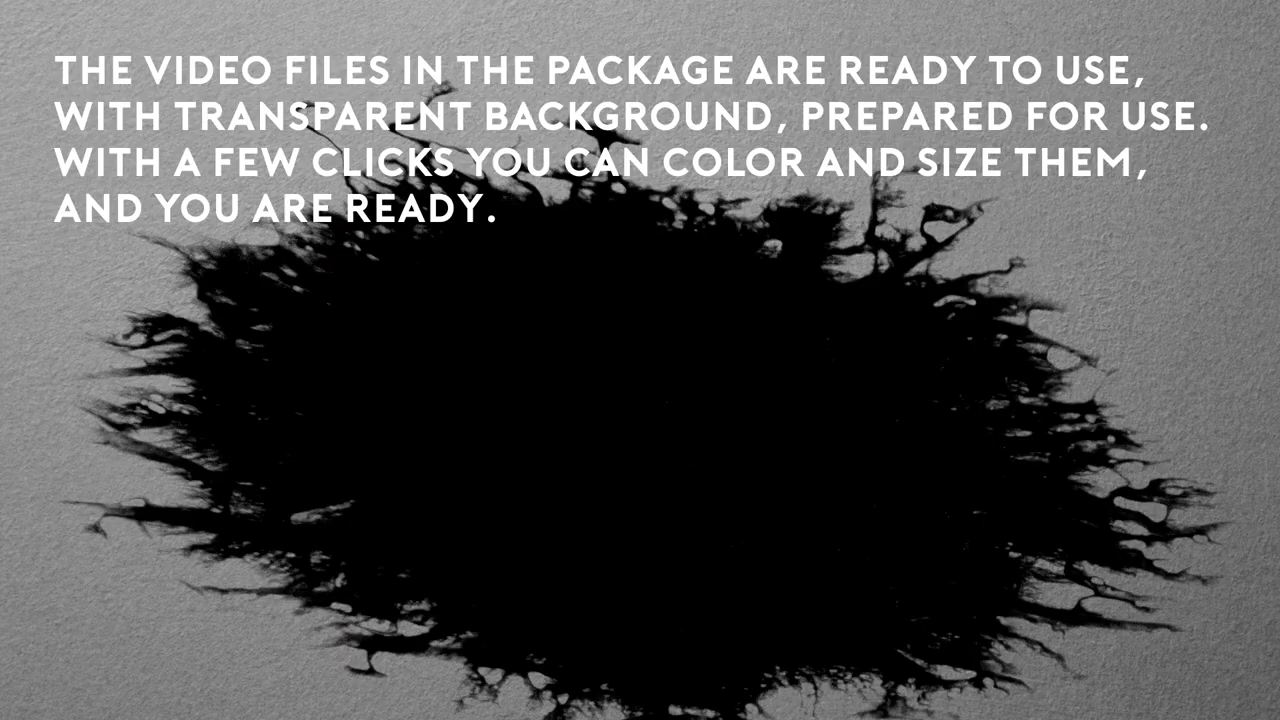 THE VIDEO FILES IN THE PACKAGE ARE READY TO USE,
WITH TRANSPARENT BACKGROUND, PREPARED FOR USE.
WITH A FEW CLICKS YOU CAN COLOR AND SIZE THEM,
AND YOU ARE READY.